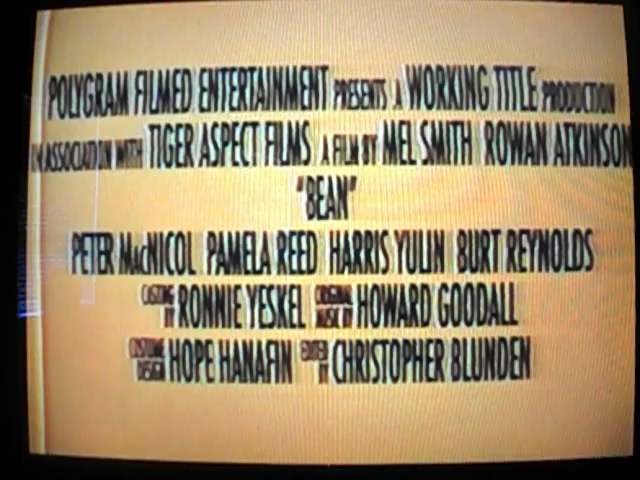 POLYGRAM FILMED ENTERTAINMENT PRESENTS A WORKING TITLE PRODUCTION
IN ASSOCIATION WITH TIGER ASPECT FILMS A FILM BY MEL SMITH ROWAN ATKINSON
"BEAN"
PETER MacNICOL PAMELA REED HARRIS YULIN BURT REYNOLDS
CASTING BY RONNIE YESKEL ORIGINAL MUSIC BY HOWARD GOODALL
COSTUME DESIGN HOPE HANAFIN EDITED BY CHRISTOPHER BLUNDEN